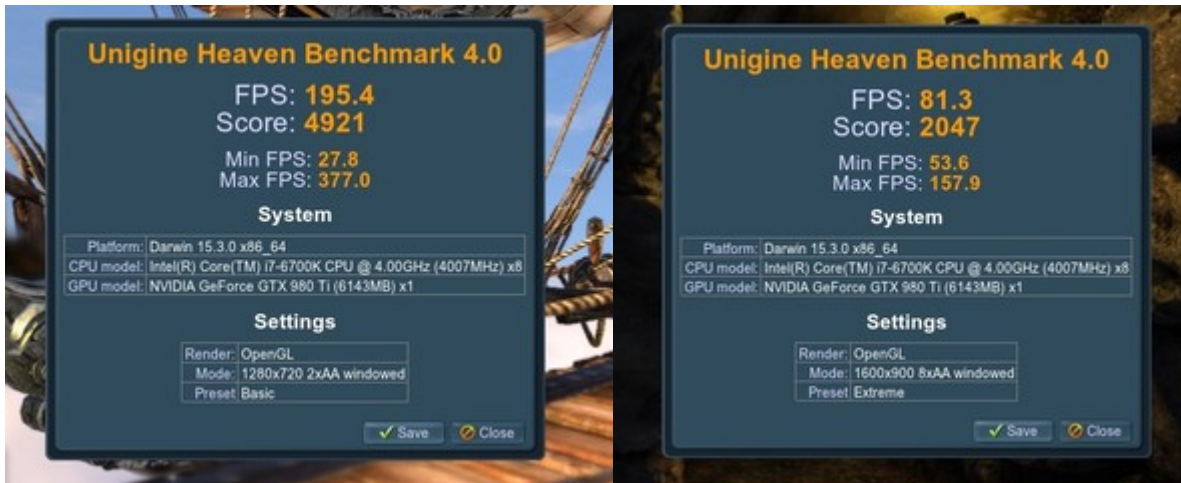 Unigine Heaven Benchmark 4.0
FPS: 195.4
Score: 4921
Min FPS: 27.8
Max FPS: 377.0
System
Platform: Darwin 15.3.0 x86_64
CPU model: Intel(R) Core(TM) i7-6700K CPU @ 4.00GHz (4007MHz) x8
GPU model: NVIDIA GeForce GTX 980 Ti (6143MB) x1
Settings
Render: OpenGL
Mode: 1280x720 2xAA windowed
Preset Basic
Save Close
Unigine Heaven Benchmark 4.0
FPS: 81.3
Score: 2047
Min FPS: 53.6
Max FPS: 157.9
System
Platform: Darwin 15.3.0 x86_64
CPU model: Intel(R) Core(TM) i7-6700K CPU @ 4.00GHz (4007MHz) x8
GPU model: NVIDIA GeForce GTX 980 Ti (6143MB) x1
Settings
Render: OpenGL
Mode: 1600x900 8xAA windowed
Preset Extreme
Save Close